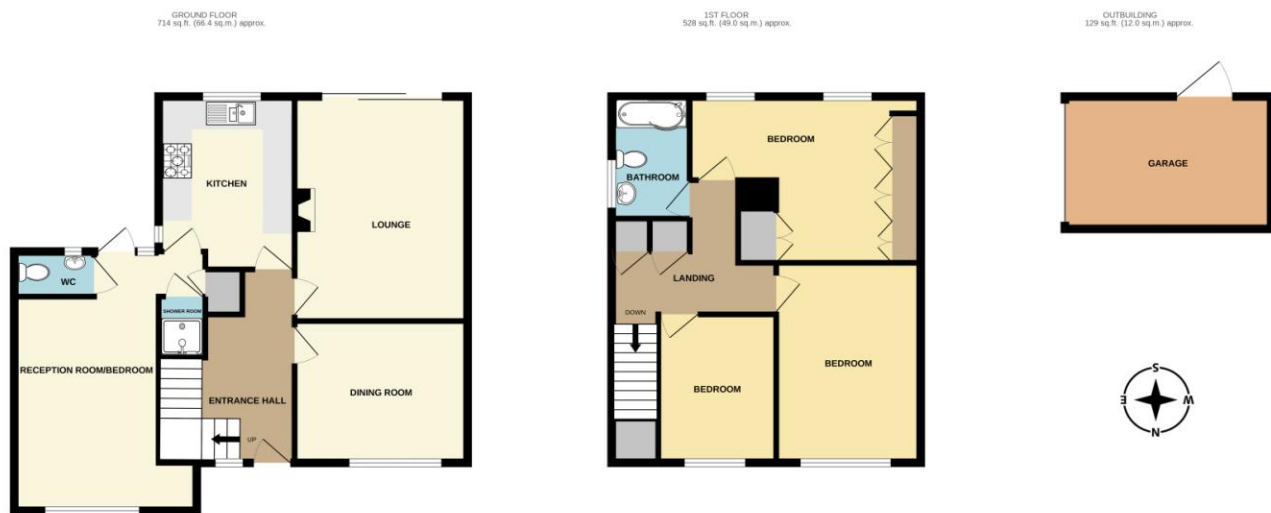 GROUND FLOOR
714 sq.ft. (66.4 sq.m.) approx.
1ST FLOOR
528 sq.ft. (49.0 sq.m.) approx.
OUTBUILDING
129 sq.ft. (12.0 sq.m.) approx.
KITCHEN
LOUNGE
WC
SHOWER ROOM
RECEPTION ROOM/BEDROOM
ENTRANCE HALL
UP
DINING ROOM
BEDROOM
BATHROOM
LANDING
DOWN
BEDROOM
BEDROOM
GARAGE
S
E
W
N